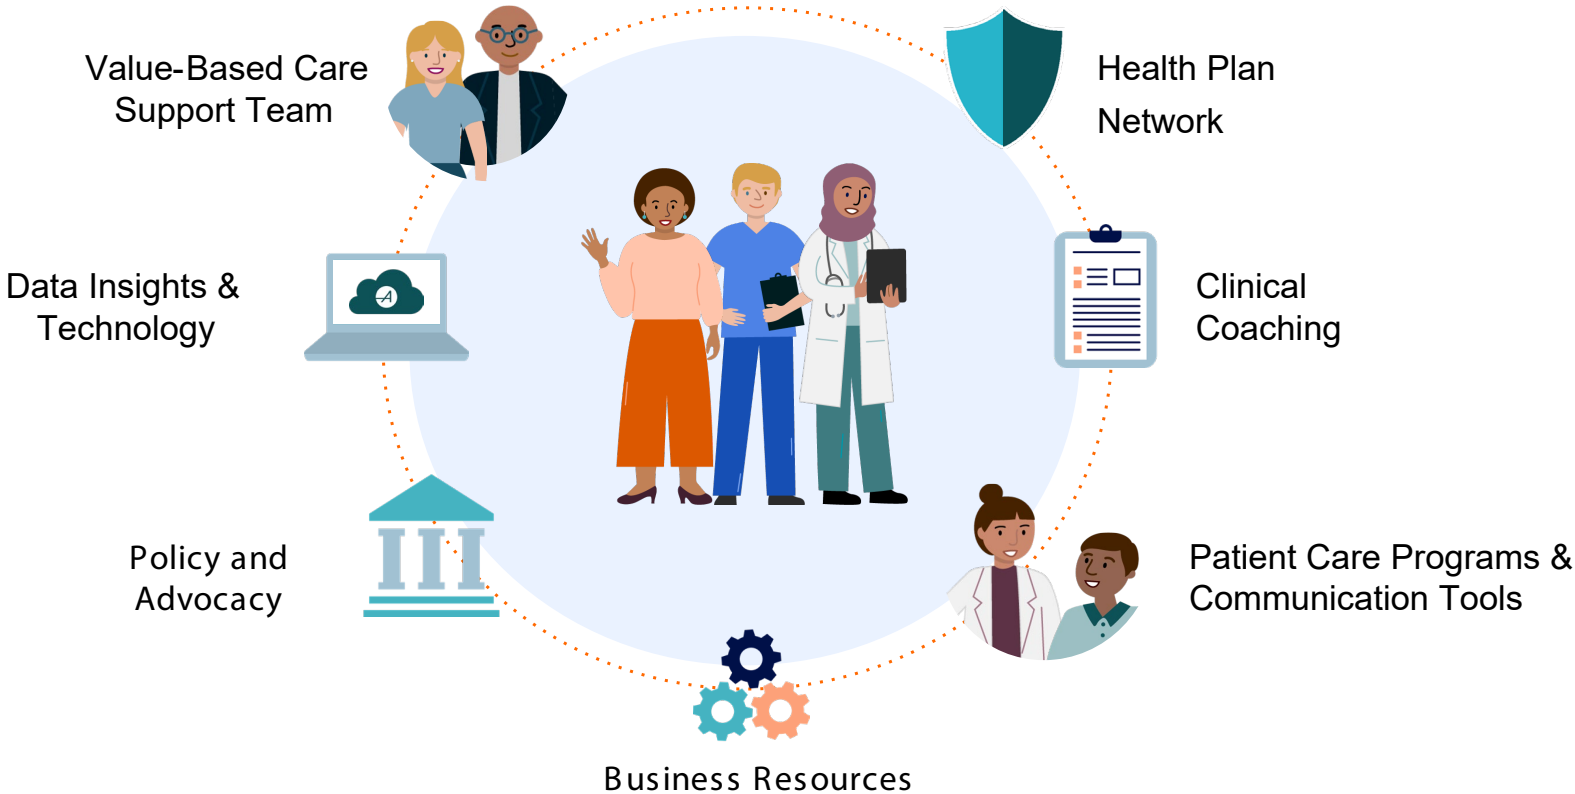 Value-Based Care
Support Team
Health Plan
Network
Data Insights &
Technology
A
Clinical
Coaching
Policy and
Advocacy
Patient Care Programs &
Communication Tools
Business Resources